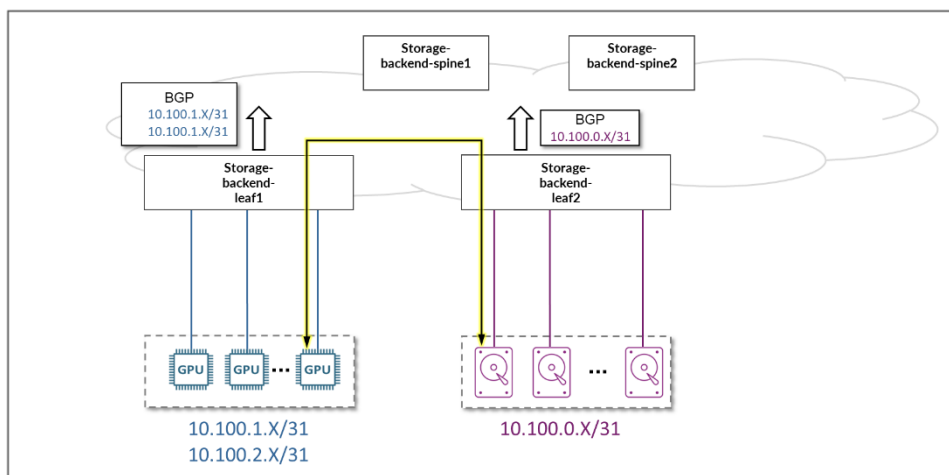 Storage-
backend-spine1
Storage-
backend-spine2
BGP
10.100.1.X/31
10.100.1.X/31
BGP
10.100.0.X/31
Storage-
backend-
leaf1
Storage-
backend-
leaf2
GPU GPU ... GPU
...
10.100.1.X/31
10.100.2.X/31
10.100.0.X/31